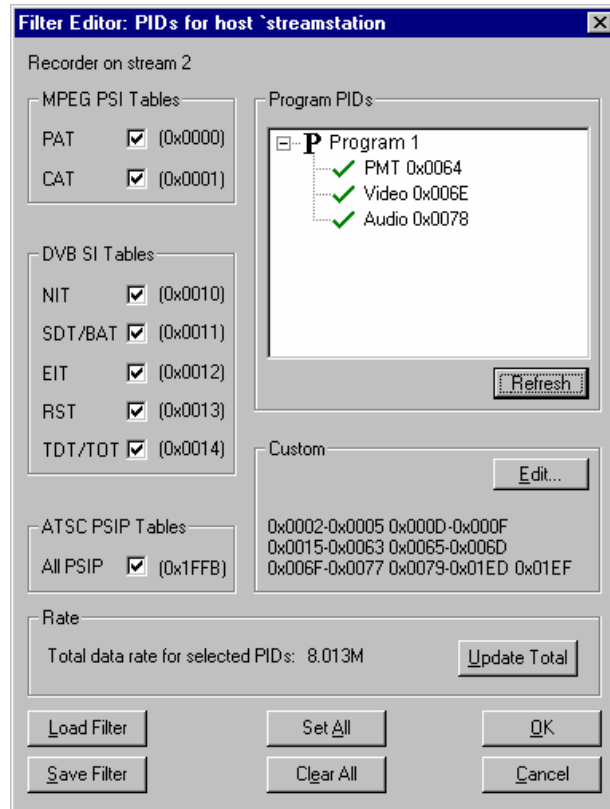 Filter Editor: PIDs for host `streamstation
Recorder on stream 2
MPEG PSI Tables
PAT (0x0000)
CAT (0x0001)
DVB SI Tables
NIT (0x0010)
SDT/BAT (0x0011)
EIT (0x0012)
RST (0x0013)
TDT/TOT (0x0014)
ATSC PSIP Tables
All PSIP (0x1FFB)
Program PIDs
P Program 1
PMT 0x0064
Video 0x006E
Audio 0x0078
Refresh
Custom
Edit...
0x0002-0x0005 0x000D-0x000F
0x0015-0x0063 0x0065-0x006D
0x006F-0x0077 0x0079-0x01ED 0x01EF
Rate
Total data rate for selected PIDs: 8.013M
Update Total
Load Filter
Set All
OK
Save Filter
Clear All
Cancel